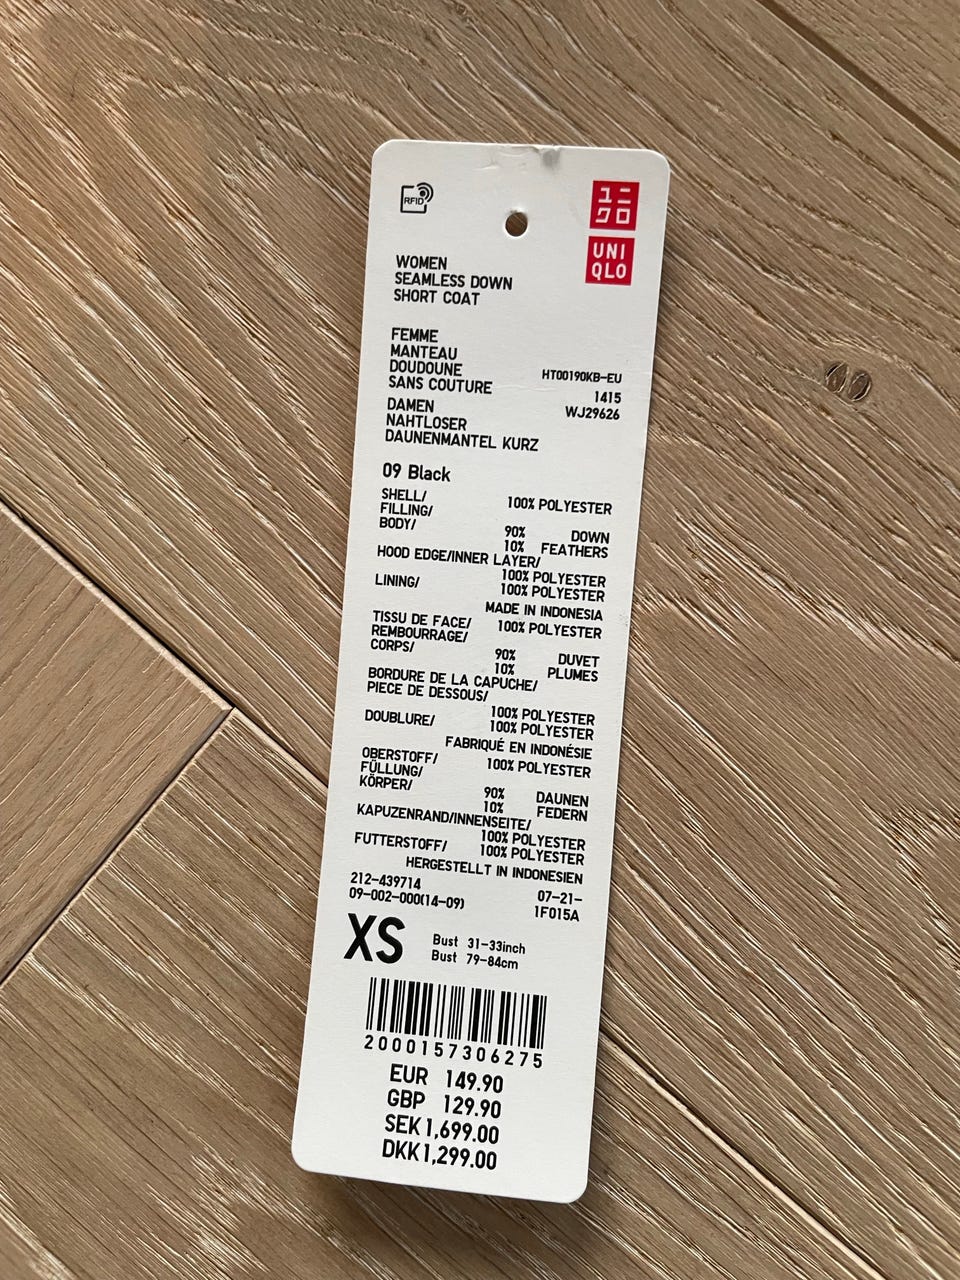 RFID
ユニ
クロ
UNI
QLO
WOMEN
SEAMLESS DOWN
SHORT COAT
FEMME
MANTEAU
DOUDOUNE
SANS COUTURE
HT00190KB-EU
1415
WJ29626
DAMEN
NAHTLOSER
DAUNENMANTEL KURZ
09 Black
SHELL/ 100% POLYESTER
FILLING/
BODY/ 90% DOWN
10% FEATHERS
HOOD EDGE/INNER LAYER/
100% POLYESTER
LINING/ 100% POLYESTER
MADE IN INDONESIA
TISSU DE FACE/ 100% POLYESTER
REMBOURRAGE/
CORPS/ 90% DUVET
10% PLUMES
BORDURE DE LA CAPUCHE/
PIECE DE DESSOUS/
100% POLYESTER
DOUBLURE/ 100% POLYESTER
FABRIQUÉ EN INDONÉSIE
OBERSTOFF/ 100% POLYESTER
FÜLLUNG/
KÖRPER/ 90% DAUNEN
10% FEDERN
KAPUZENRAND/INNENSEITE/
100% POLYESTER
FUTTERSTOFF/ 100% POLYESTER
HERGESTELLT IN INDONESIEN
212-439714 07-21-
09-002-000(14-09) 1F015A
XS
Bust 31-33inch
Bust 79-84cm
2000157306275
EUR 149.90
GBP 129.90
SEK 1,699.00
DKK 1,299.00